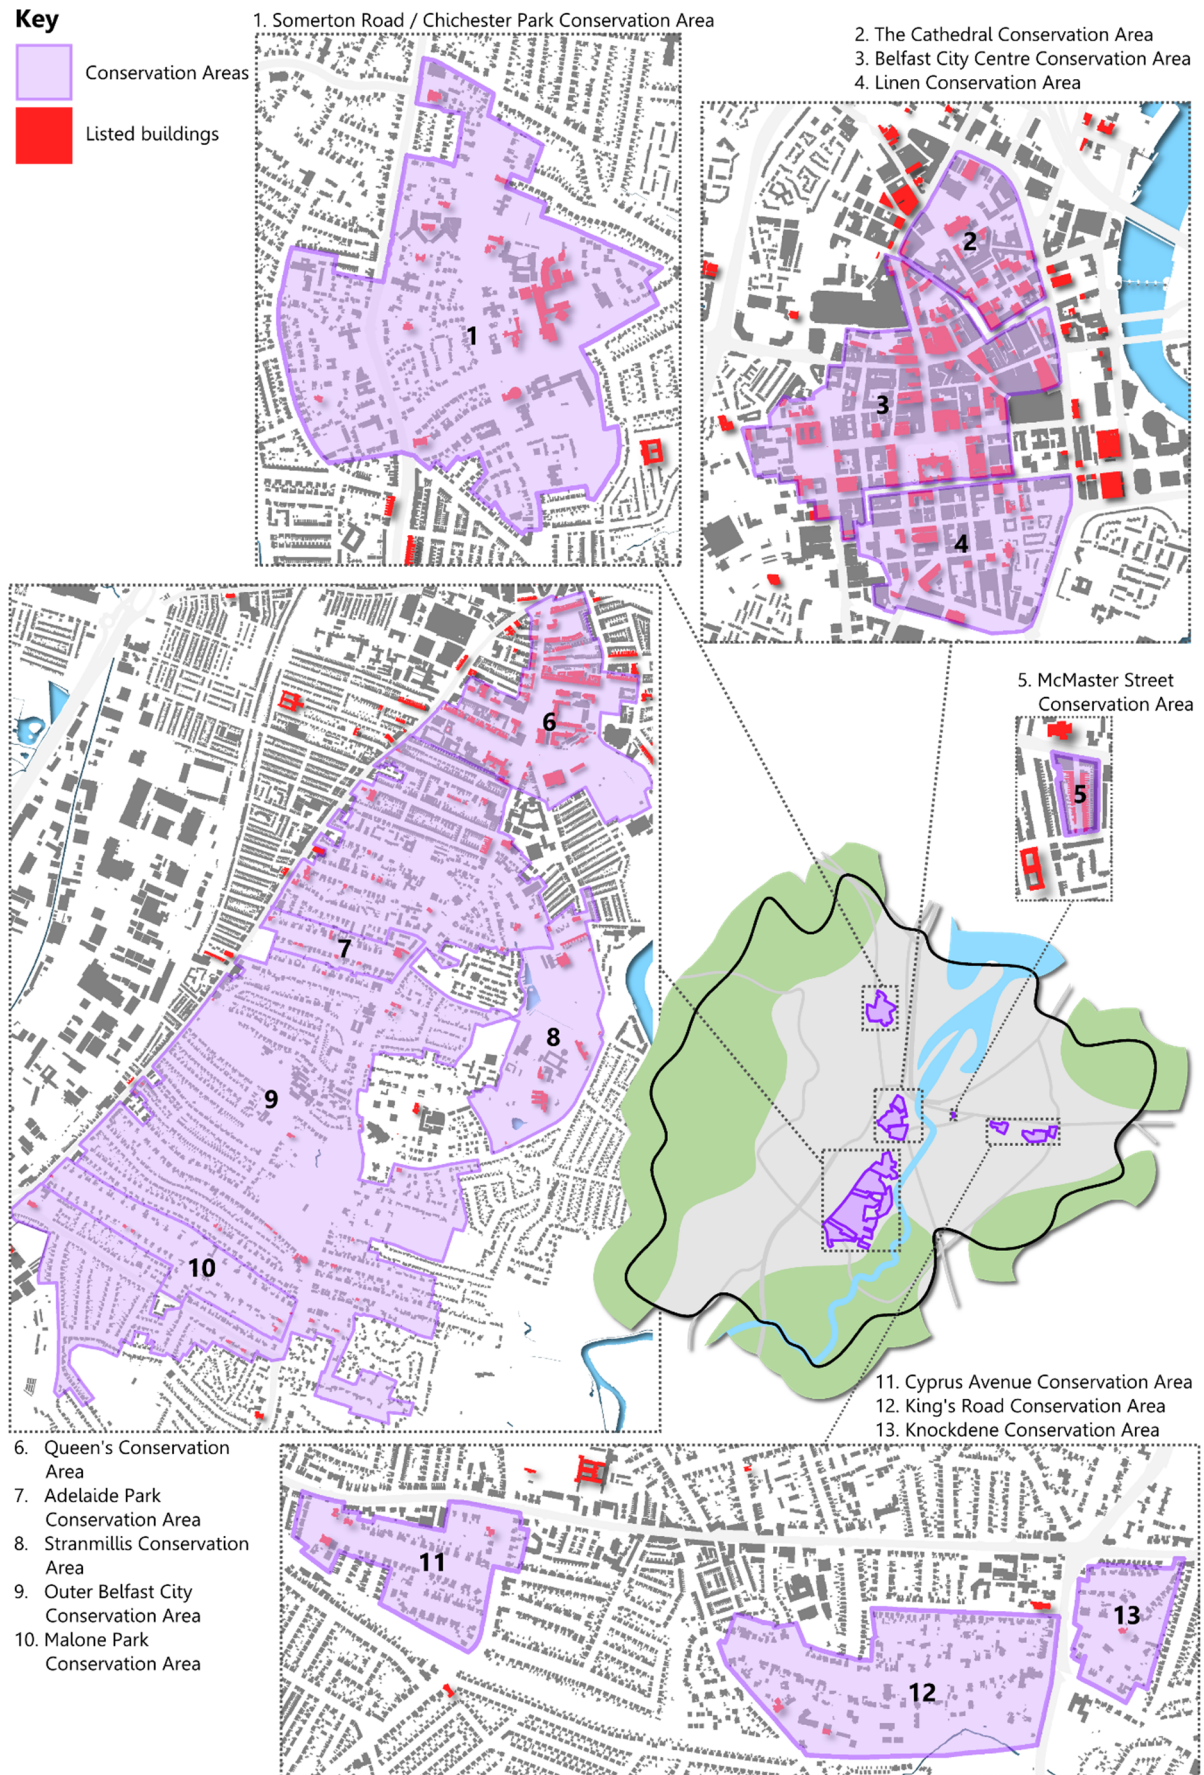 Key
Conservation Areas
Listed buildings
1. Somerton Road / Chichester Park Conservation Area
1
2. The Cathedral Conservation Area
3. Belfast City Centre Conservation Area
4. Linen Conservation Area
2
3
4
5. McMaster Street
Conservation Area
5
6
7
8
9
10
6. Queen's Conservation
Area
7. Adelaide Park
Conservation Area
8. Stranmillis Conservation
Area
9. Outer Belfast City
Conservation Area
10. Malone Park
Conservation Area
11. Cyprus Avenue Conservation Area
12. King's Road Conservation Area
13. Knockdene Conservation Area
11
12
13